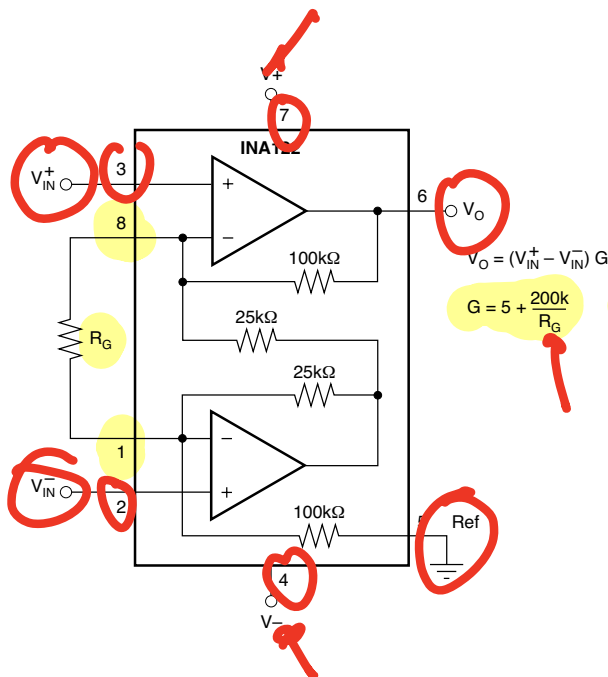 V+
7
INA122
V+IN
3
+
8
−
6
VO
100kΩ
VO = (V+IN − V−IN) G
25kΩ
G = 5 + 200k
RG
RG
25kΩ
1
−
V−IN
2
+
100kΩ
Ref
4
V−